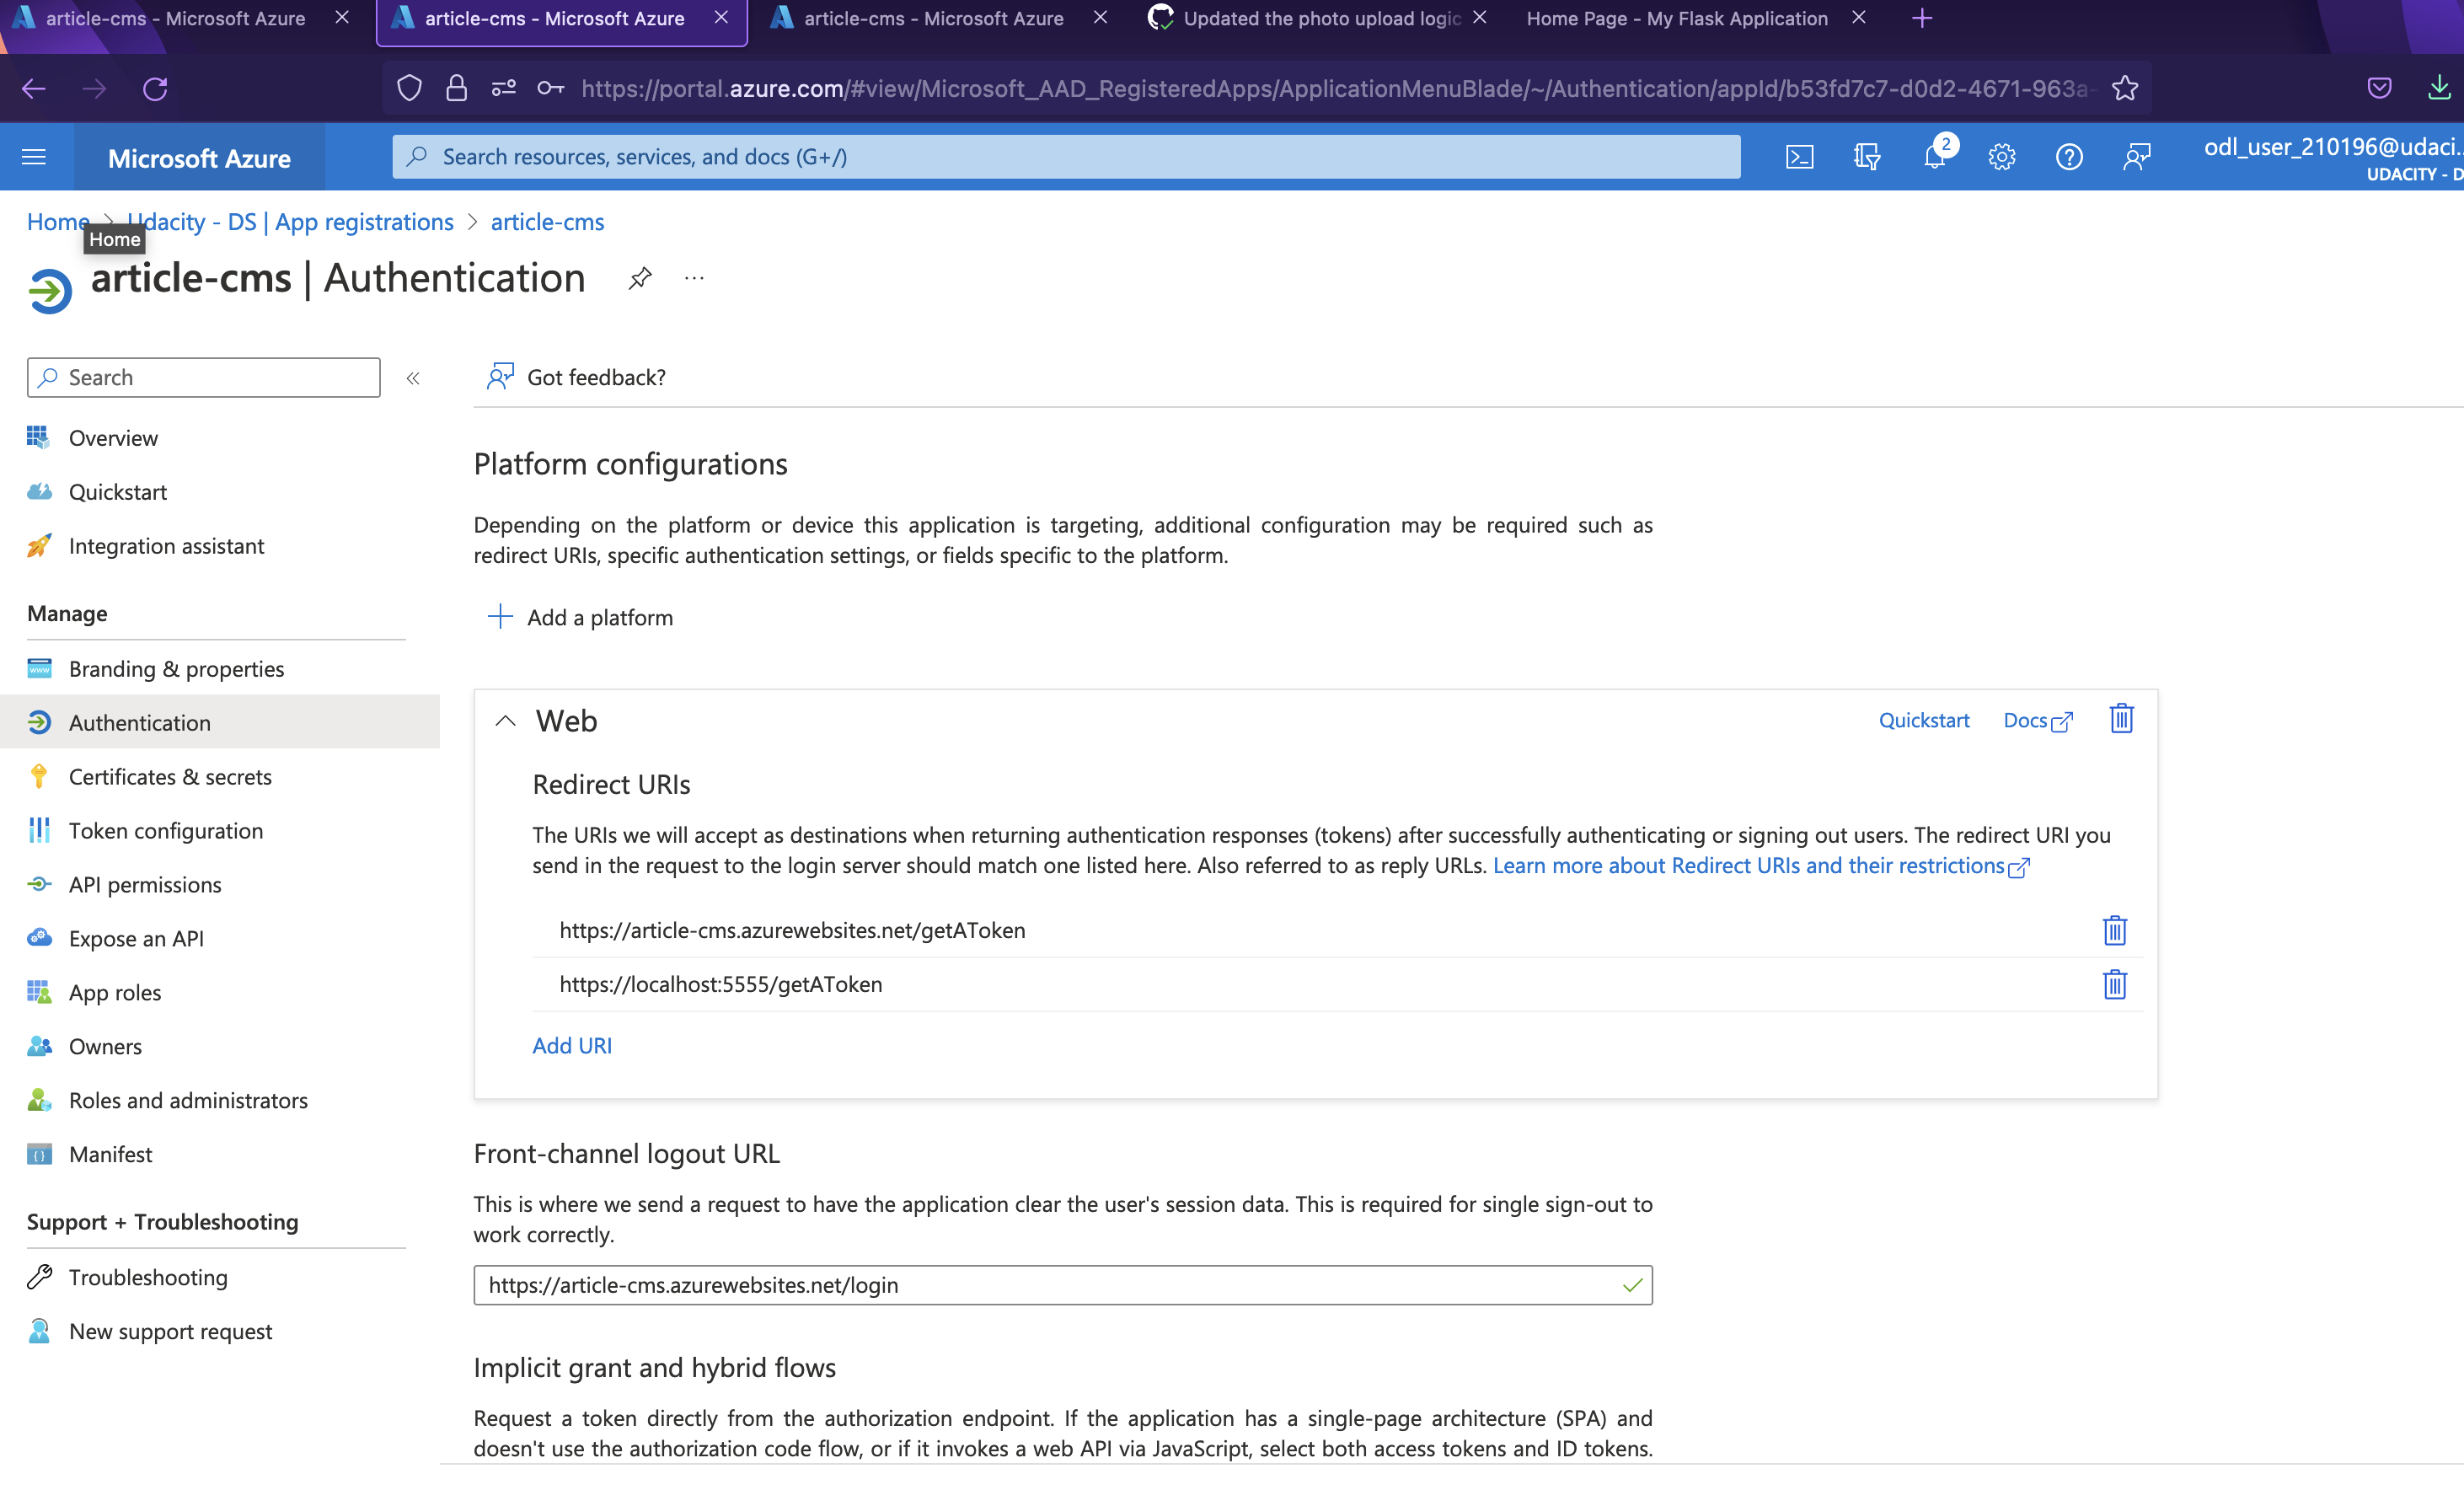 article-cms - Microsoft Azure
article-cms - Microsoft Azure
article-cms - Microsoft Azure
Updated the photo upload logic
Home Page - My Flask Application
https://portal.azure.com/#view/Microsoft_AAD_RegisteredApps/ApplicationMenuBlade/~/Authentication/appId/b53fd7c7-d0d2-4671-963a-
Microsoft Azure
Search resources, services, and docs (G+/)
2
odl_user_210196@udaci...
UDACITY - D
Home > Udacity - DS | App registrations > article-cms
Home
article-cms | Authentication
...
Search
«
Got feedback?
Overview
Quickstart
Integration assistant
Manage
Branding & properties
Authentication
Certificates & secrets
Token configuration
API permissions
Expose an API
App roles
Owners
Roles and administrators
Manifest
Support + Troubleshooting
Troubleshooting
New support request
Platform configurations
Depending on the platform or device this application is targeting, additional configuration may be required such as
redirect URIs, specific authentication settings, or fields specific to the platform.
Add a platform
Web
Quickstart
Docs
Redirect URIs
The URIs we will accept as destinations when returning authentication responses (tokens) after successfully authenticating or signing out users. The redirect URI you
send in the request to the login server should match one listed here. Also referred to as reply URLs. Learn more about Redirect URIs and their restrictions
https://article-cms.azurewebsites.net/getAToken
https://localhost:5555/getAToken
Add URI
Front-channel logout URL
This is where we send a request to have the application clear the user's session data. This is required for single sign-out to
work correctly.
https://article-cms.azurewebsites.net/login
Implicit grant and hybrid flows
Request a token directly from the authorization endpoint. If the application has a single-page architecture (SPA) and
doesn't use the authorization code flow, or if it invokes a web API via JavaScript, select both access tokens and ID tokens.